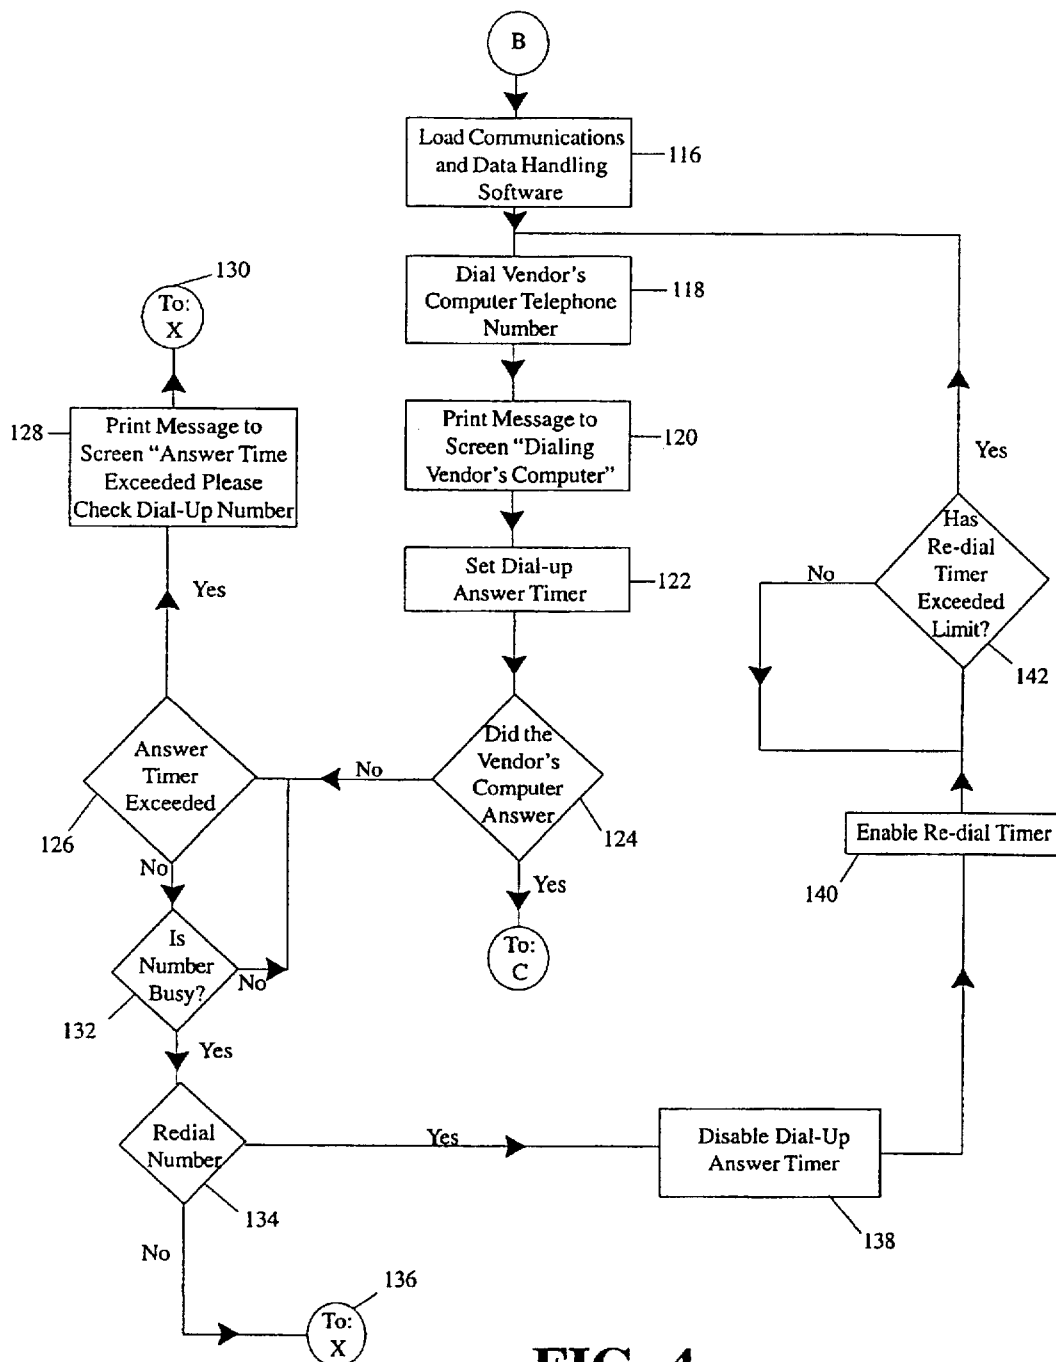 B
Load Communications
and Data Handling
Software
116
Dial Vendor's
Computer Telephone
Number
118
130
To:
X
128
Print Message to
Screen “Answer Time
Exceeded Please
Check Dial-Up Number
Print Message to
Screen “Dialing
Vendor's Computer”
120
Yes
Has
Re-dial
Timer
Exceeded
Limit?
No
142
Set Dial-up
Answer Timer
122
Yes
Answer
Timer
Exceeded
126
No
Did the
Vendor's
Computer
Answer
124
Enable Re-dial Timer
140
No
Yes
To:
C
Is
Number
Busy?
No
132
Yes
Redial
Number
134
Yes
Disable Dial-Up
Answer Timer
138
No
136
To:
X
FIG. 4